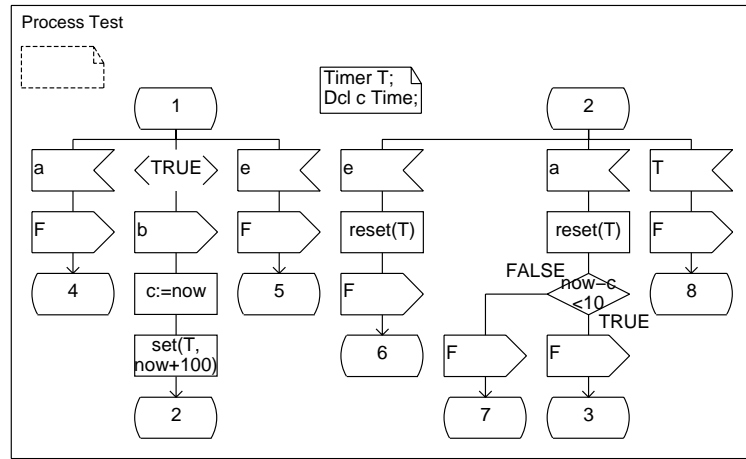 Process Test
Timer T;
Dcl c Time;
1
2
a
TRUE
e
e
a
T
F
b
F
reset(T)
reset(T)
F
4
c:=now
5
F
FALSE
now−c
<10
8
TRUE
set(T,
now+100)
6
F
F
2
7
3